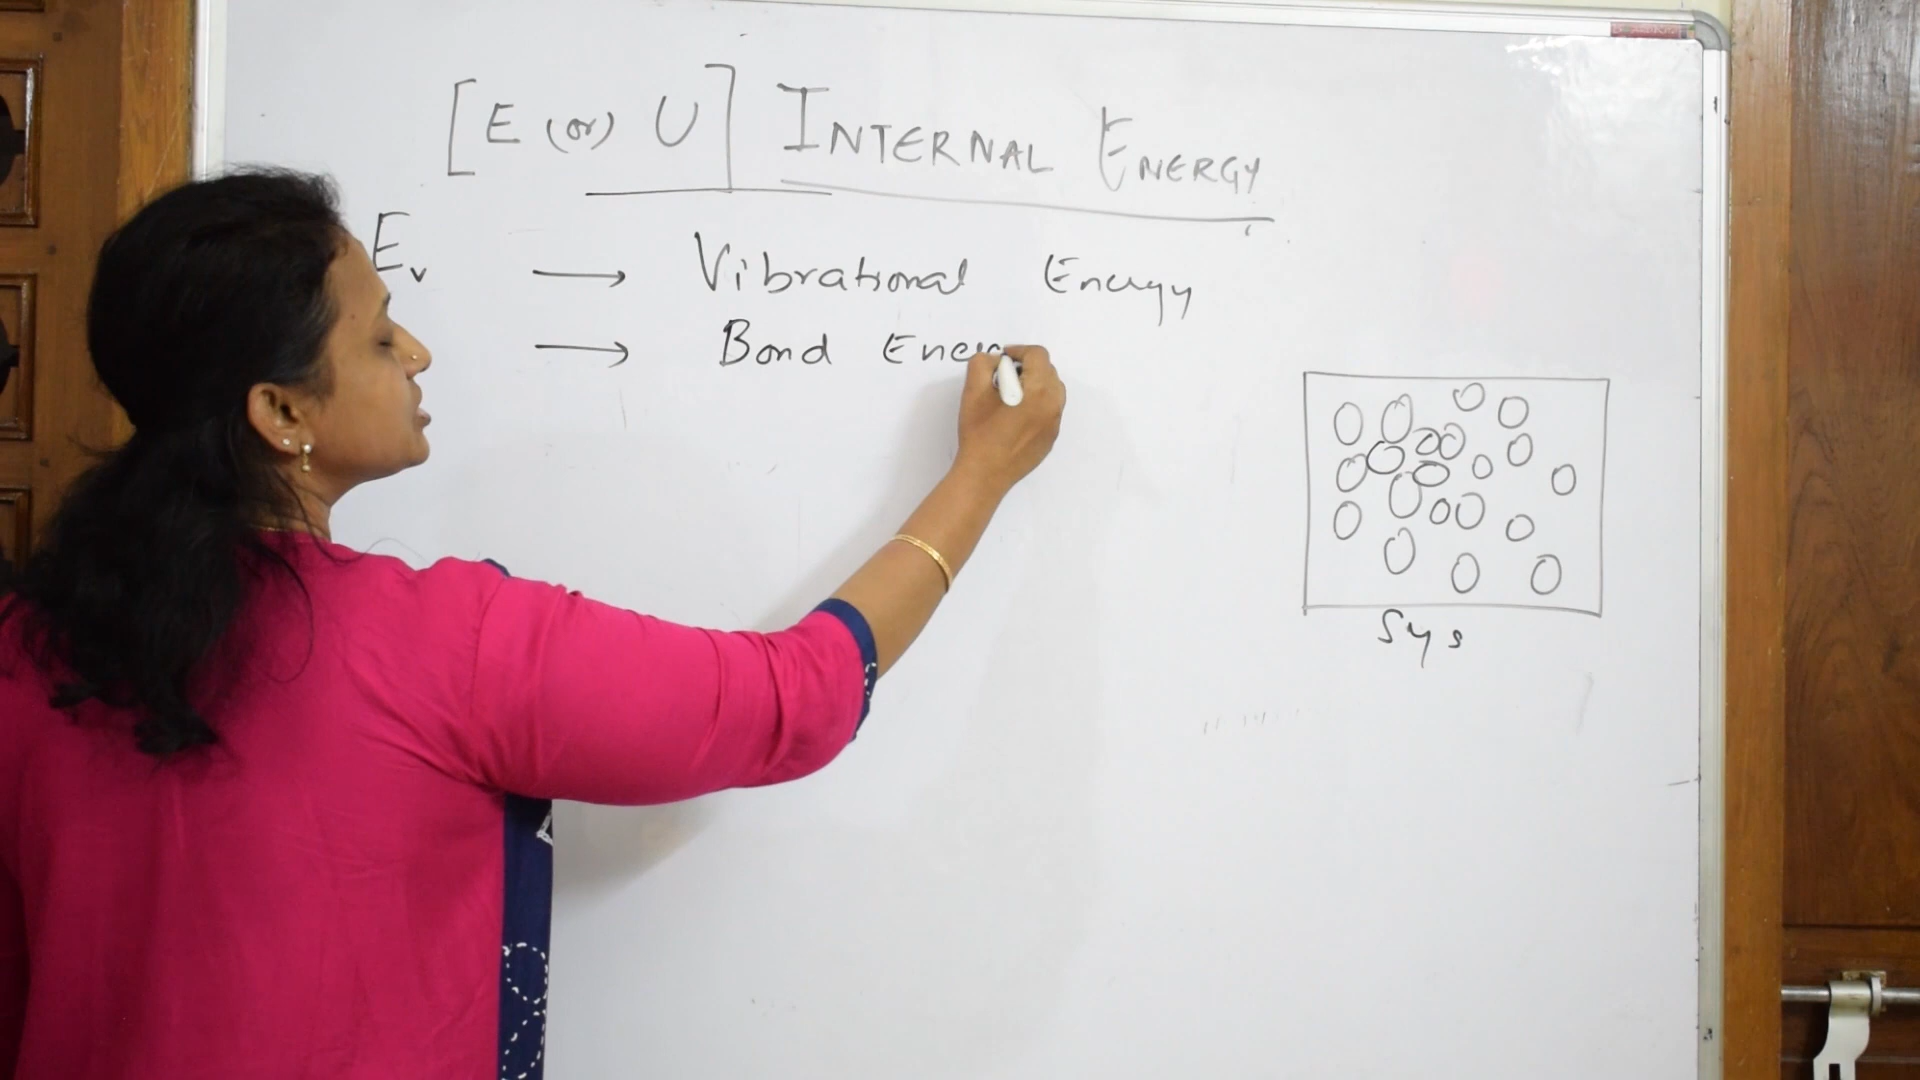 [E (or) U] INTERNAL ENERGY
Ev → Vibrational Energy
→ Bond Ener
Sys